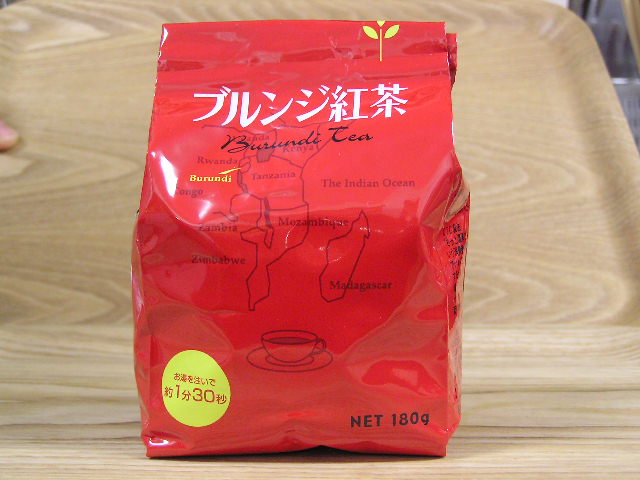 ブルンジ紅茶
Burundi Tea
Kenya
Rwanda
Burundi
Tanzania
The Indian Ocean
Congo
Zambia
Mozambique
Zimbabwe
Madagascar
お湯を注いで
約1分30秒
NET 180g